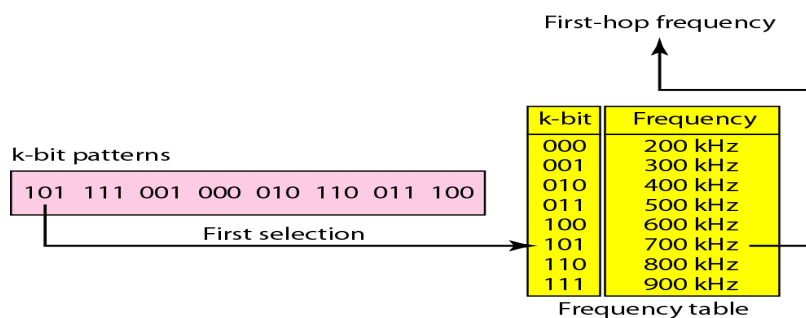 First-hop frequency
k-bit Frequency
k-bit patterns
000 200 kHz
001 300 kHz
010 400 kHz
011 500 kHz
100 600 kHz
101 700 kHz
110 800 kHz
111 900 kHz
101 111 001 000 010 110 011 100
First selection
Frequency table